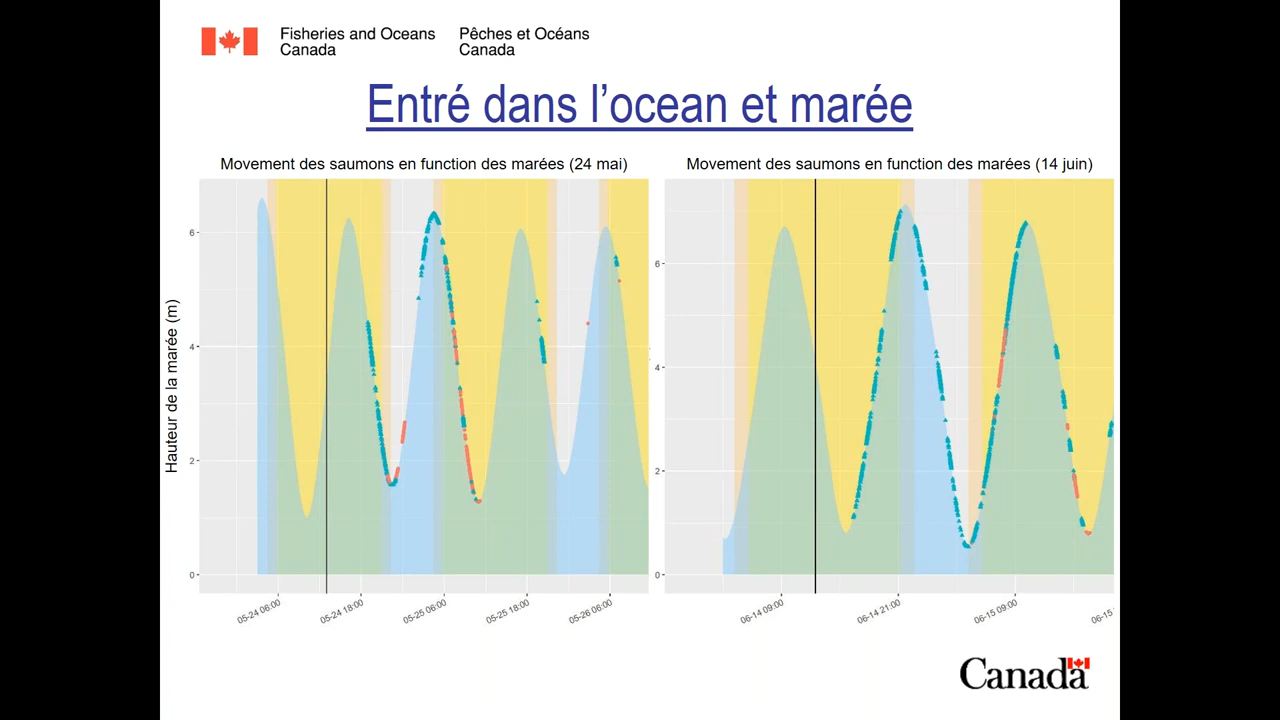 Fisheries and Oceans
Canada
Pêches et Océans
Canada
Entré dans l’ocean et marée
Movement des saumons en function des marées (24 mai)
Movement des saumons en function des marées (14 juin)
Hauteur de la marée (m)
6
4
2
0
05-24 06:00
05-24 18:00
05-25 06:00
05-25 18:00
05-26 06:00
6
4
2
0
06-14 09:00
06-14 21:00
06-15 09:00
06-15
Canada